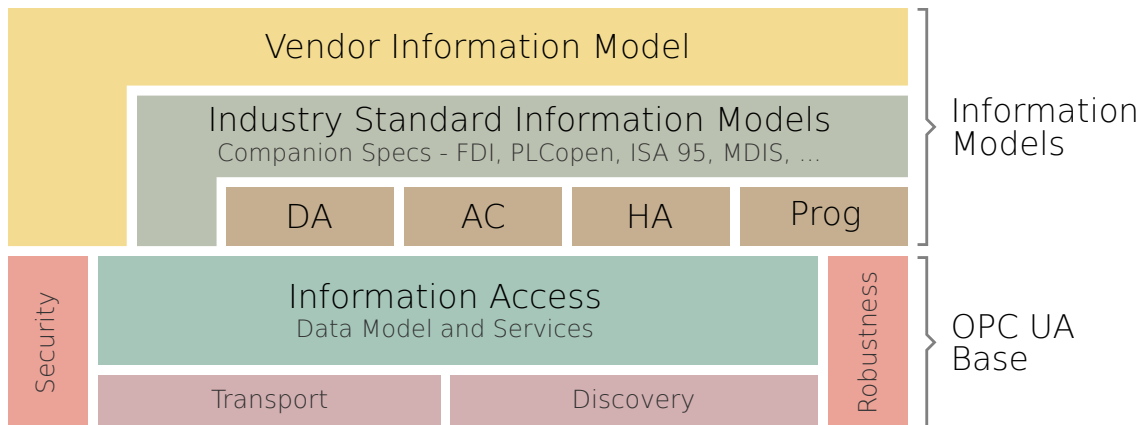 Vendor Information Model
Industry Standard Information Models
Companion Specs - FDI, PLCopen, ISA 95, MDIS, ...
DA
AC
HA
Prog
Information
Models
Security
Information Access
Data Model and Services
Robustness
Transport
Discovery
OPC UA
Base